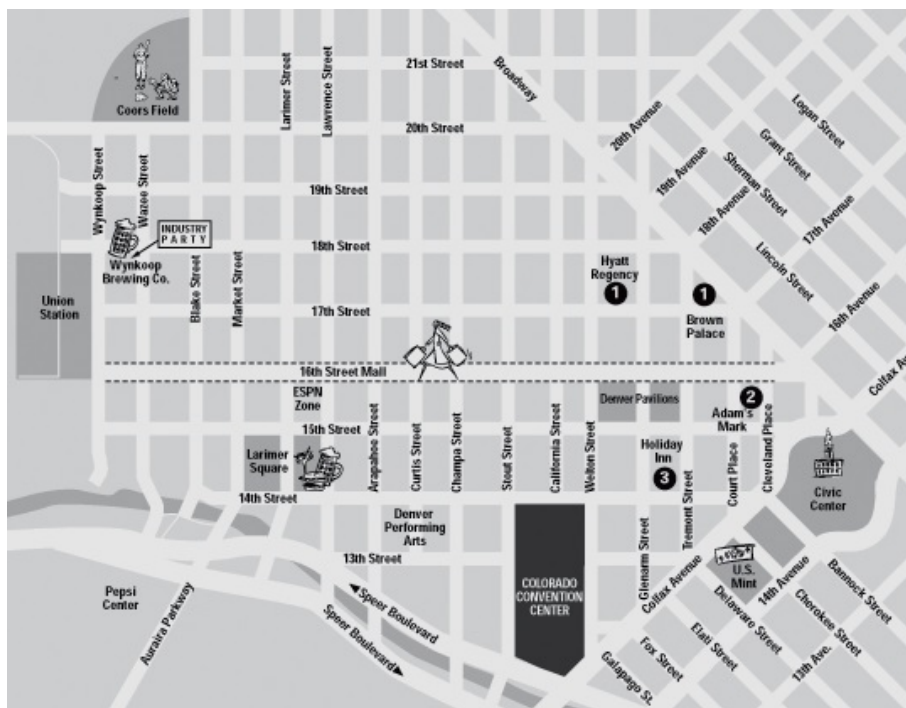 21st Street
Broadway
Larimer Street
Lawrence Street
Logan Street
Coors Field
20th Street
20th Avenue
Grant Street
Wynkoop Street
Wazee Street
19th Street
19th Avenue
Sherman Street
18th Avenue
17th Avenue
INDUSTRY
PARTY
18th Street
Wynkoop
Brewing Co.
Hyatt
Regency
1
1
Lincoln Street
Union
Station
Blake Street
Market Street
17th Street
Brown
Palace
16th Avenue
16th Street Mall
Colfax Av
ESPN
Zone
Denver Pavilions
2
Adam's
Mark
15th Street
Arapahoe Street
Curtis Street
Champa Street
Stout Street
California Street
Welton Street
Holiday
Inn
3
Court Place
Cleveland Place
Larimer
Square
14th Street
Tremont Street
Civic
Center
Denver
Performing
Arts
13th Street
Glenarm Street
U.S.
Mint
Colfax Avenue
14th Avenue
Bannock Street
Pepsi
Center
COLORADO
CONVENTION
CENTER
Auraira Parkway
Speer Boulevard
Speer Boulevard
Delaware Street
Cherokee Street
Elati Street
13th Ave.
Fox Street
Galapago St.